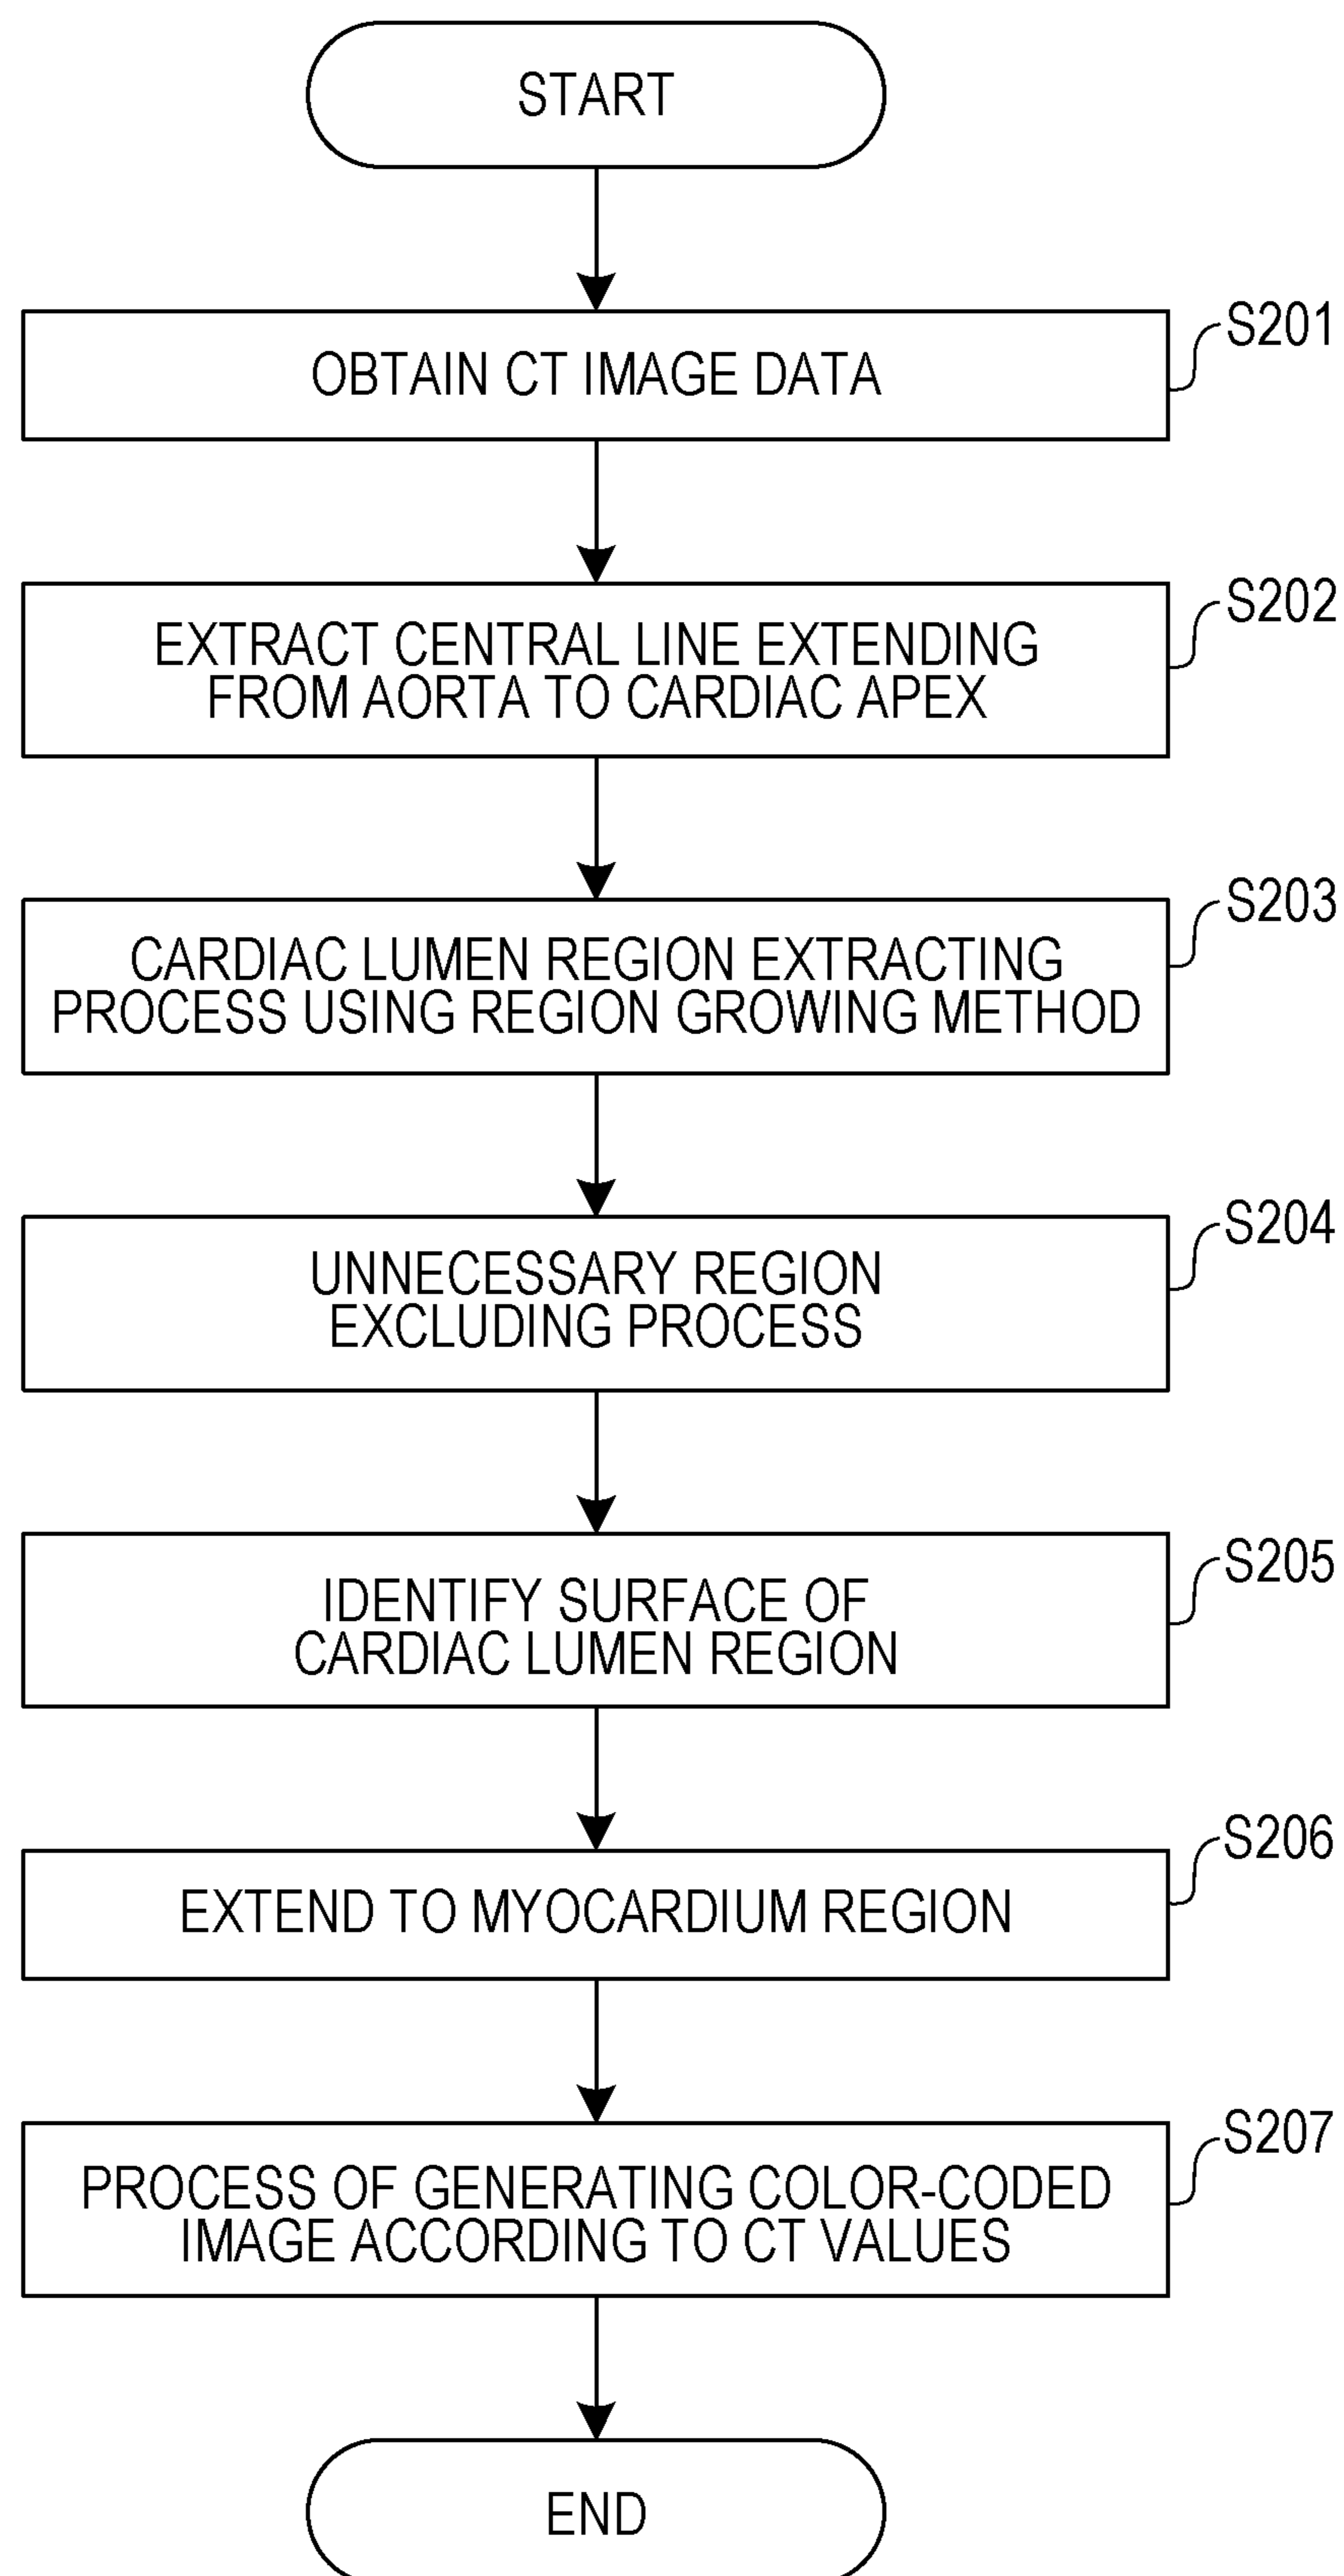 START
S201
OBTAIN CT IMAGE DATA
S202
EXTRACT CENTRAL LINE EXTENDING
FROM AORTA TO CARDIAC APEX
S203
CARDIAC LUMEN REGION EXTRACTING
PROCESS USING REGION GROWING METHOD
S204
UNNECESSARY REGION
EXCLUDING PROCESS
S205
IDENTIFY SURFACE OF
CARDIAC LUMEN REGION
S206
EXTEND TO MYOCARDIUM REGION
S207
PROCESS OF GENERATING COLOR-CODED
IMAGE ACCORDING TO CT VALUES
END